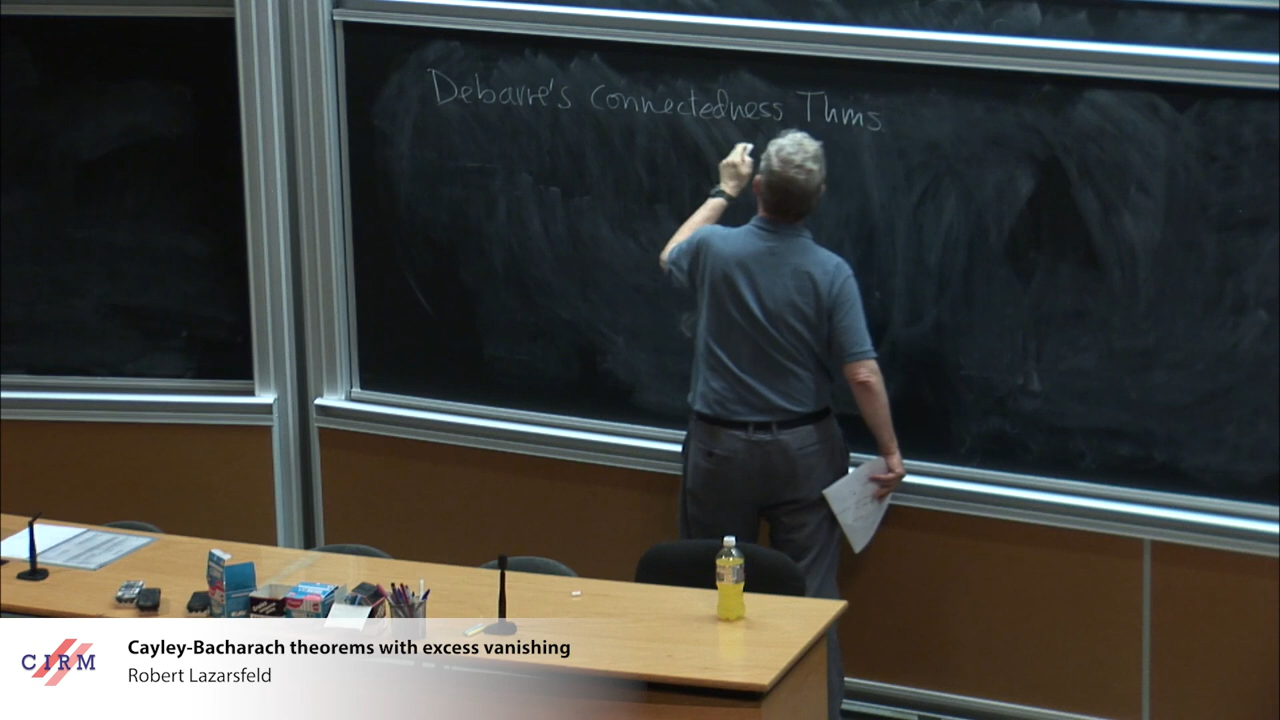 Debarre's Connectedness Thms
CIRM
Cayley-Bacharach theorems with excess vanishing
Robert Lazarsfeld